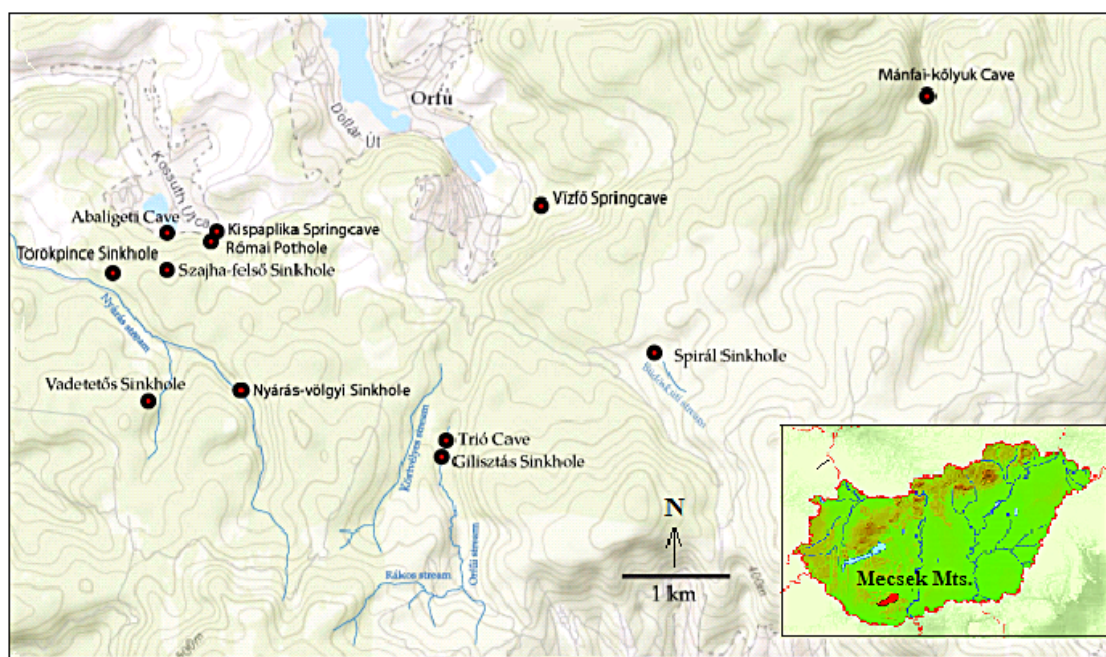 Mánfai-kőlyuk Cave
Orfű
Dollár Út
Kossuth Utca
Vízfő Springcave
Abaligeti Cave
Kispaplika Springcave
Római Pothole
Törökpince Sinkhole
Szajha-felső Sinkhole
Nyárás stream
Spirál Sinkhole
Büdöskúti stream
Vadetetős Sinkhole
Nyárás-völgyi Sinkhole
Körtvélyes stream
Trió Cave
Gilisztás Sinkhole
Orfűi stream
Rákos stream
N
1 km
400m
Mecsek Mts.